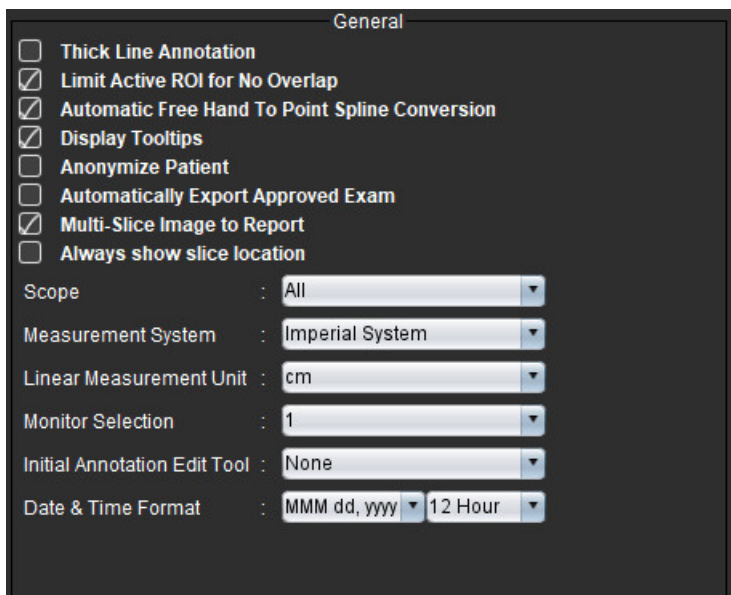 General
Thick Line Annotation
Limit Active ROI for No Overlap
Automatic Free Hand To Point Spline Conversion
Display Tooltips
Anonymize Patient
Automatically Export Approved Exam
Multi-Slice Image to Report
Always show slice location
Scope : All
Measurement System : Imperial System
Linear Measurement Unit : cm
Monitor Selection : 1
Initial Annotation Edit Tool : None
Date & Time Format : MMM dd, yyyy 12 Hour